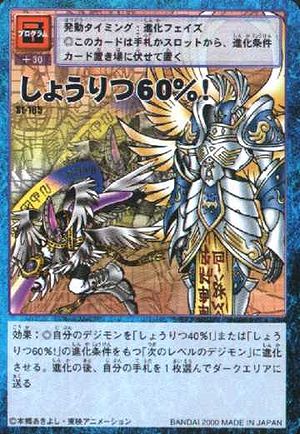 プログラム
+30
発動タイミング:進化フェイズ
◎このカードは手札かスロットから、進化条件
カード置き場に伏せて置く
しょうりつ60%!
St-165
効果:◎自分のデジモンを「しょうりつ40%!」または「しょ
うりつ60%!」の進化条件をもつ「次のレベルのデジモン」に進化
させる。進化の後、自分の手札を1枚選んでダークエリアに
送る
©本郷あきよし・東映アニメーション
BANDAI 2000 MADE IN JAPAN